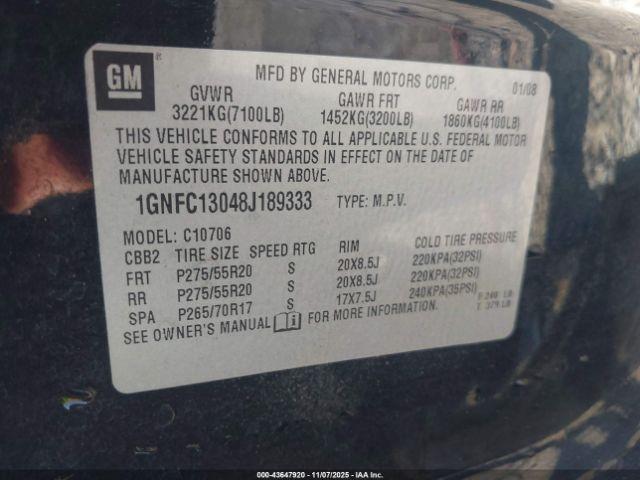 GM
MFD BY GENERAL MOTORS CORP. 01/08
GVWR GAWR FRT GAWR RR
3221KG(7100LB) 1452KG(3200LB) 1860KG(4100LB)
THIS VEHICLE CONFORMS TO ALL APPLICABLE U.S. FEDERAL MOTOR
VEHICLE SAFETY STANDARDS IN EFFECT ON THE DATE OF
MANUFACTURE SHOWN ABOVE.
1GNFC13048J189333 TYPE: M.P.V.
MODEL: C10706
CBB2 TIRE SIZE SPEED RTG RIM COLD TIRE PRESSURE
FRT P275/55R20 S 20X8.5J 220KPA(32PSI)
RR P275/55R20 S 20X8.5J 220KPA(32PSI)
SPA P265/70R17 S 17X7.5J 240KPA(35PSI)
SEE OWNER'S MANUAL FOR MORE INFORMATION.
000-43647920 - 11/07/2025 - IAAI, Inc.